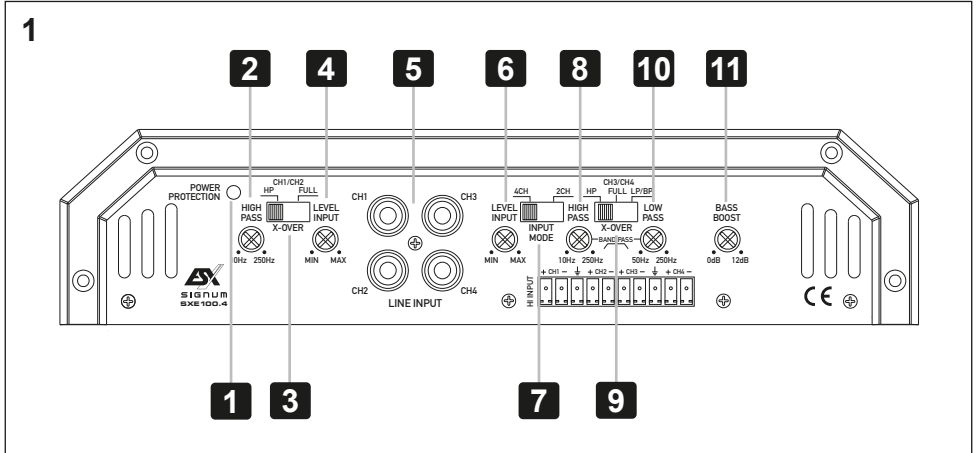 1
2
4
5
6
8
10
11
POWER
PROTECTION
HIGH
PASS
0Hz 250Hz
CH1/CH2
HP FULL
X-OVER
LEVEL
INPUT
MIN MAX
CH1
CH3
CH2
CH4
LINE INPUT
LEVEL
INPUT
MIN MAX
4CH 2CH
INPUT
MODE
HIGH
PASS
10Hz 250Hz
CH3/CH4
HP FULL LP/BP
X-OVER
BAND PASS
LOW
PASS
50Hz 250Hz
BASS
BOOST
0dB 12dB
HI INPUT
+ CH1 − + CH2 − + CH3 − + CH4 −
ESX
SIGNUM
SXE100.4
CE
1
3
7
9